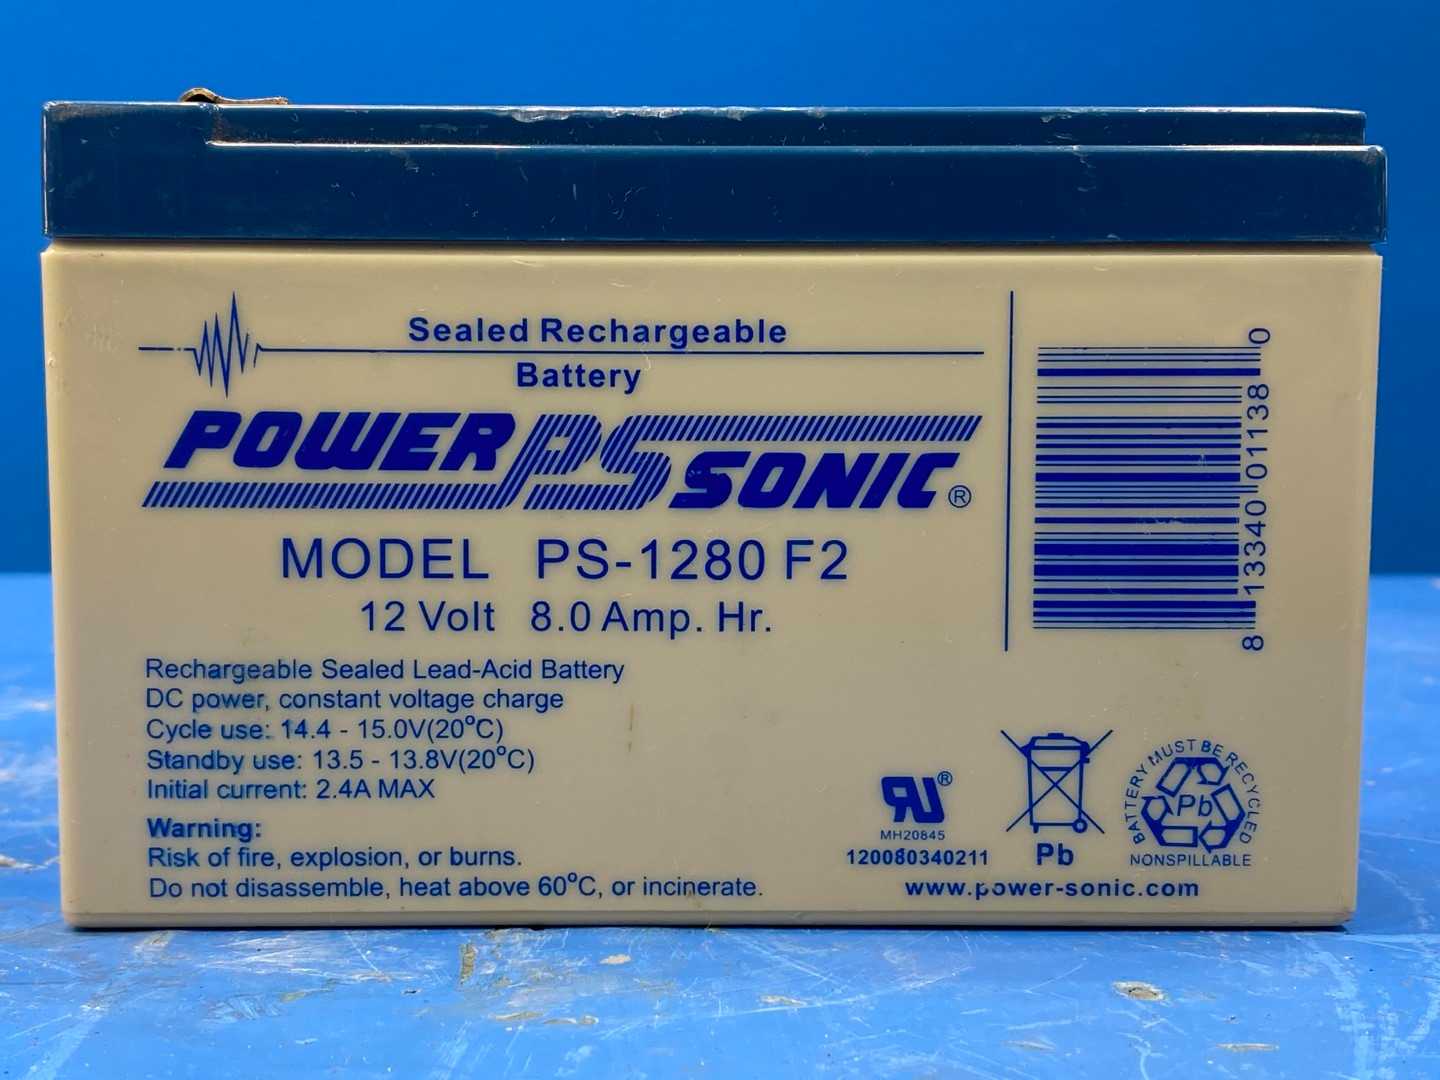 Sealed Rechargeable
Battery
POWER PS SONIC®
MODEL PS-1280 F2
12 Volt 8.0 Amp. Hr.
Rechargeable Sealed Lead-Acid Battery
DC power, constant voltage charge
Cycle use: 14.4 - 15.0V(20°C)
Standby use: 13.5 - 13.8V(20°C)
Initial current: 2.4A MAX
Warning:
Risk of fire, explosion, or burns.
Do not disassemble, heat above 60°C, or incinerate.
8 13340 01138 0
RU®
MH20845
120080340211
Pb
BATTERY MUST BE RECYCLED
Pb
NONSPILLABLE
www.power-sonic.com